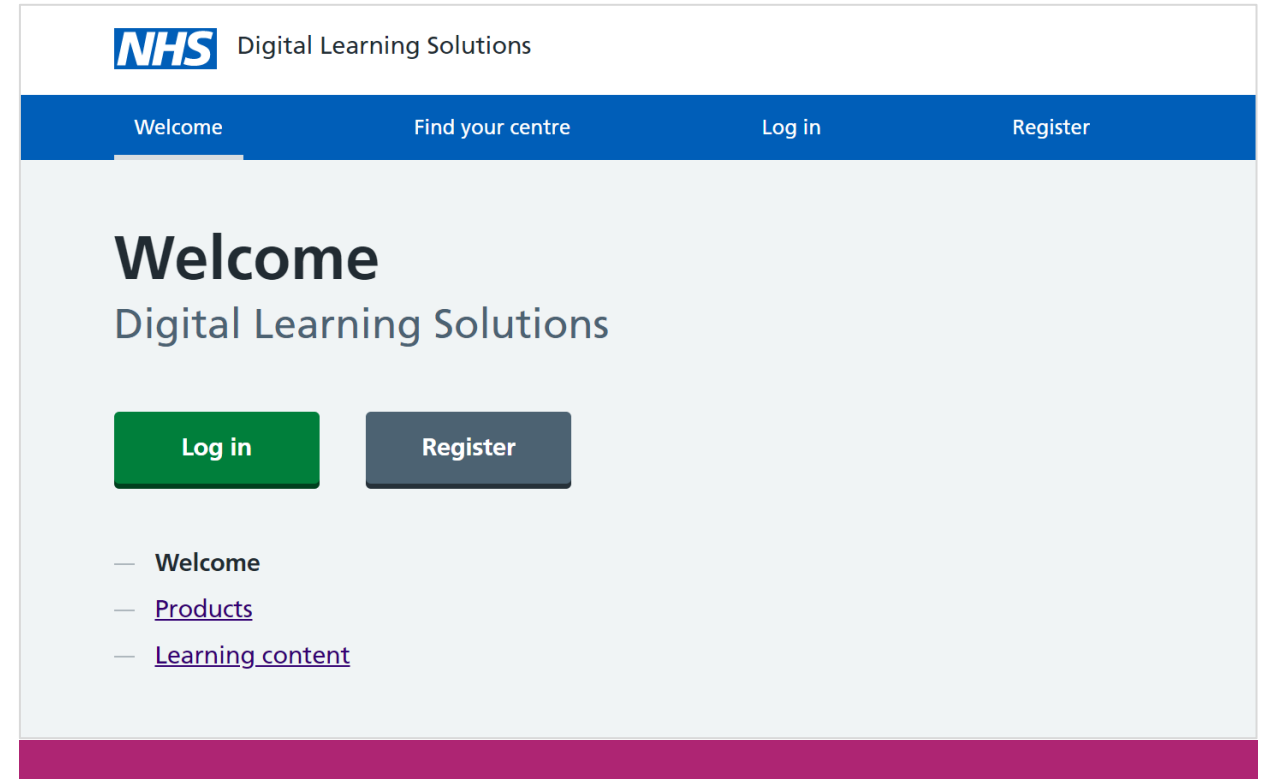 NHS Digital Learning Solutions
Welcome Find your centre Log in Register
Welcome
Digital Learning Solutions
Log in Register
— Welcome
— Products
— Learning content